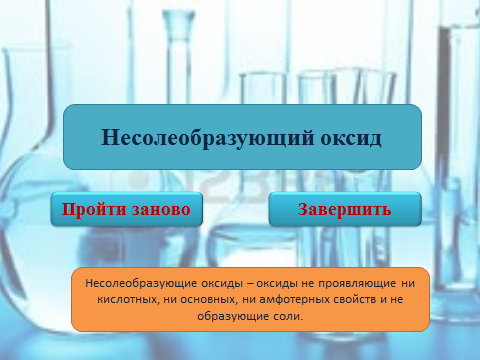 Несолеобразующий оксид
Пройти заново
Завершить
Несолеобразующие оксиды – оксиды не проявляющие ни
кислотных, ни основных, ни амфотерных свойств и не
образующие соли.